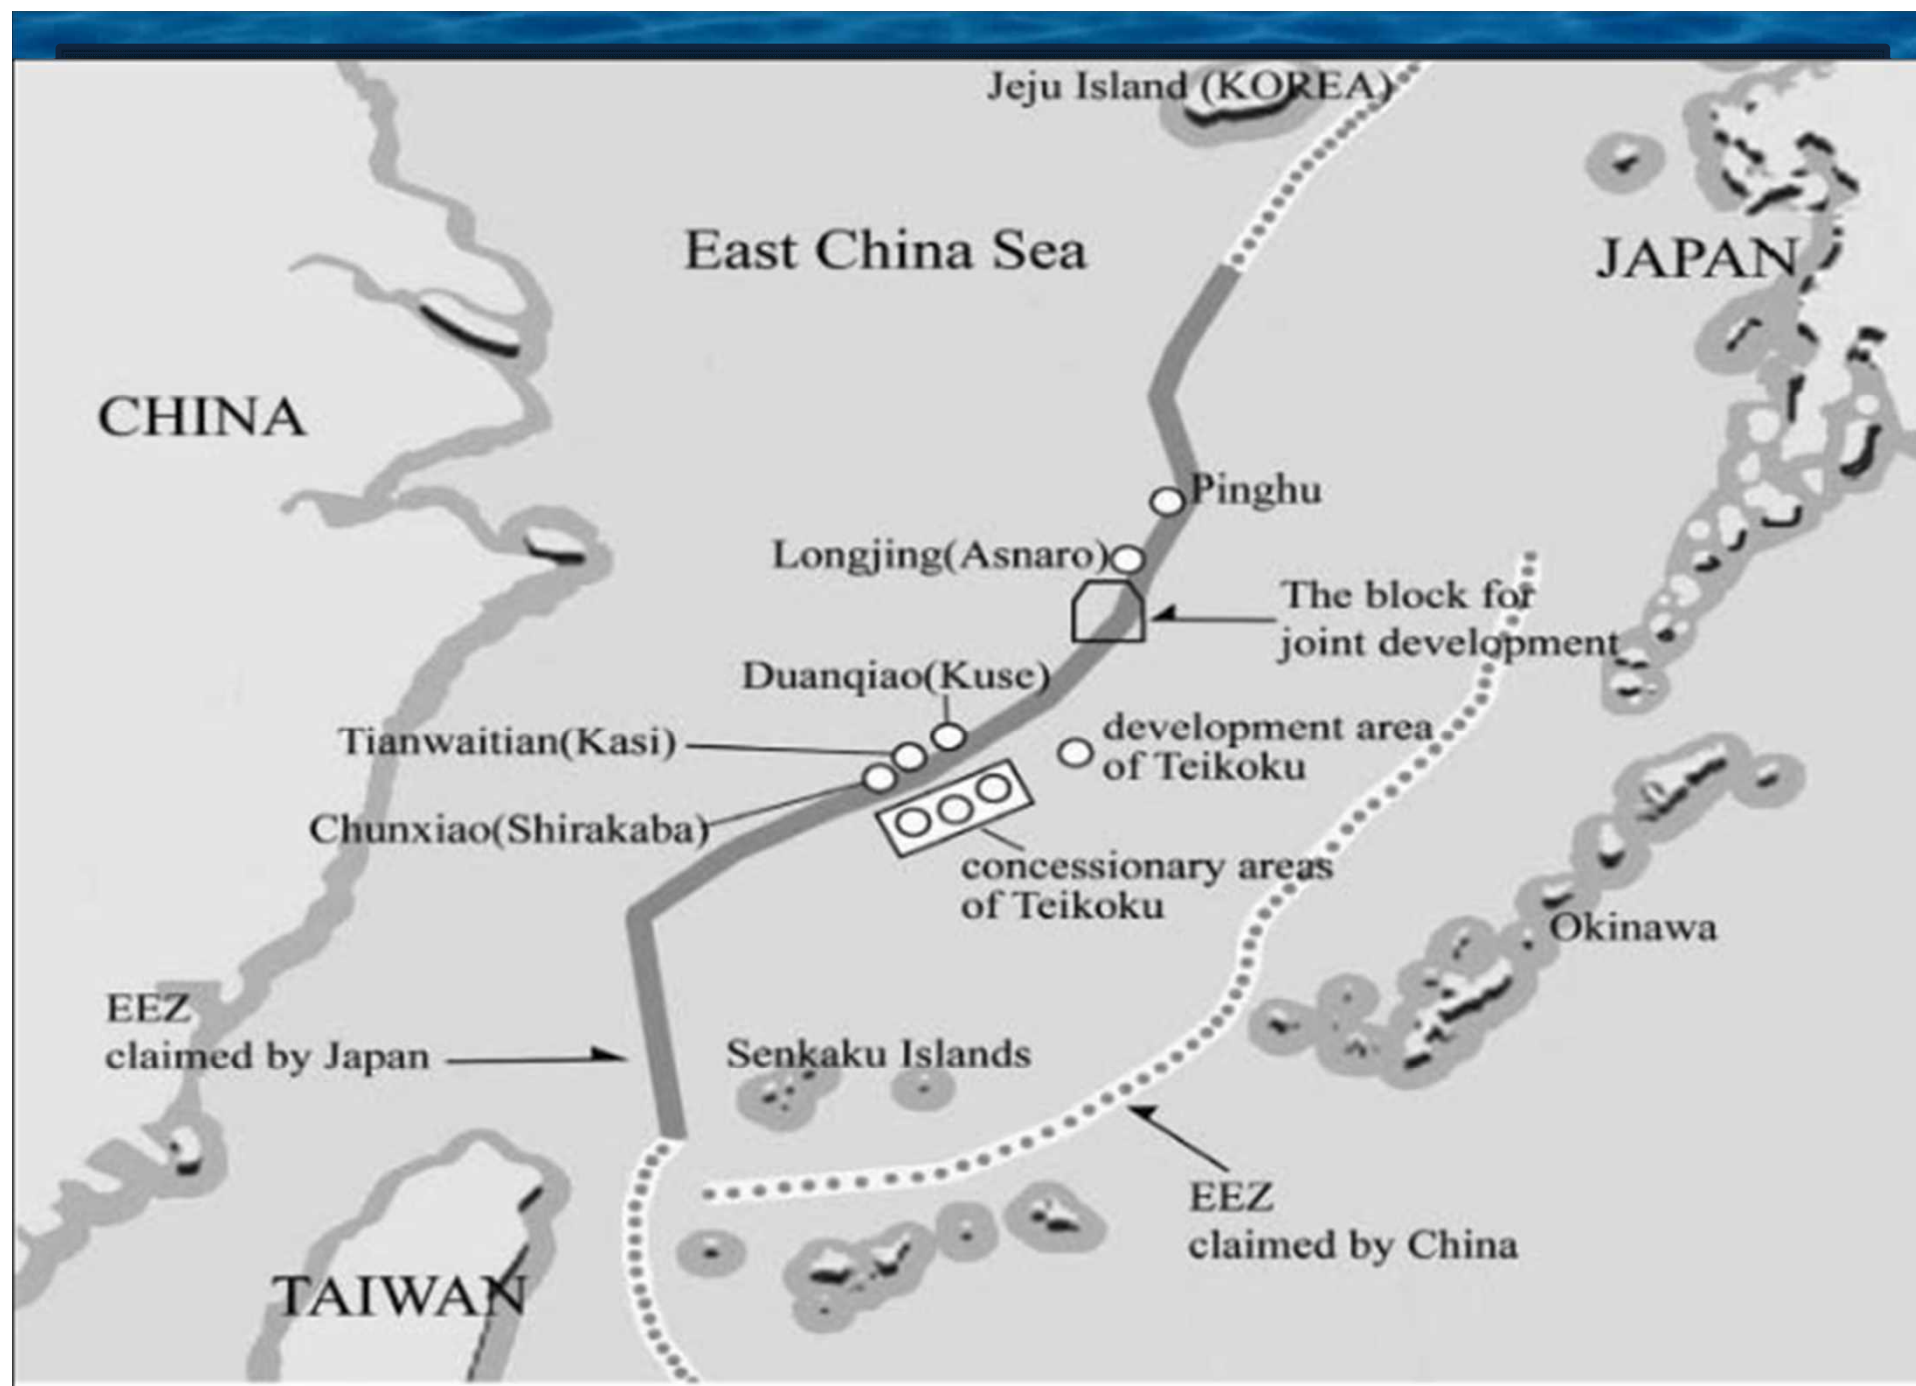 Jeju Island (KOREA)
East China Sea
JAPAN
CHINA
Pinghu
Longjing(Asnaro)
The block for
joint development
Duanqiao(Kuse)
Tianwaitian(Kasi)
development area
of Teikoku
Chunxiao(Shirakaba)
concessionary areas
of Teikoku
Okinawa
EEZ
claimed by Japan
Senkaku Islands
EEZ
claimed by China
TAIWAN